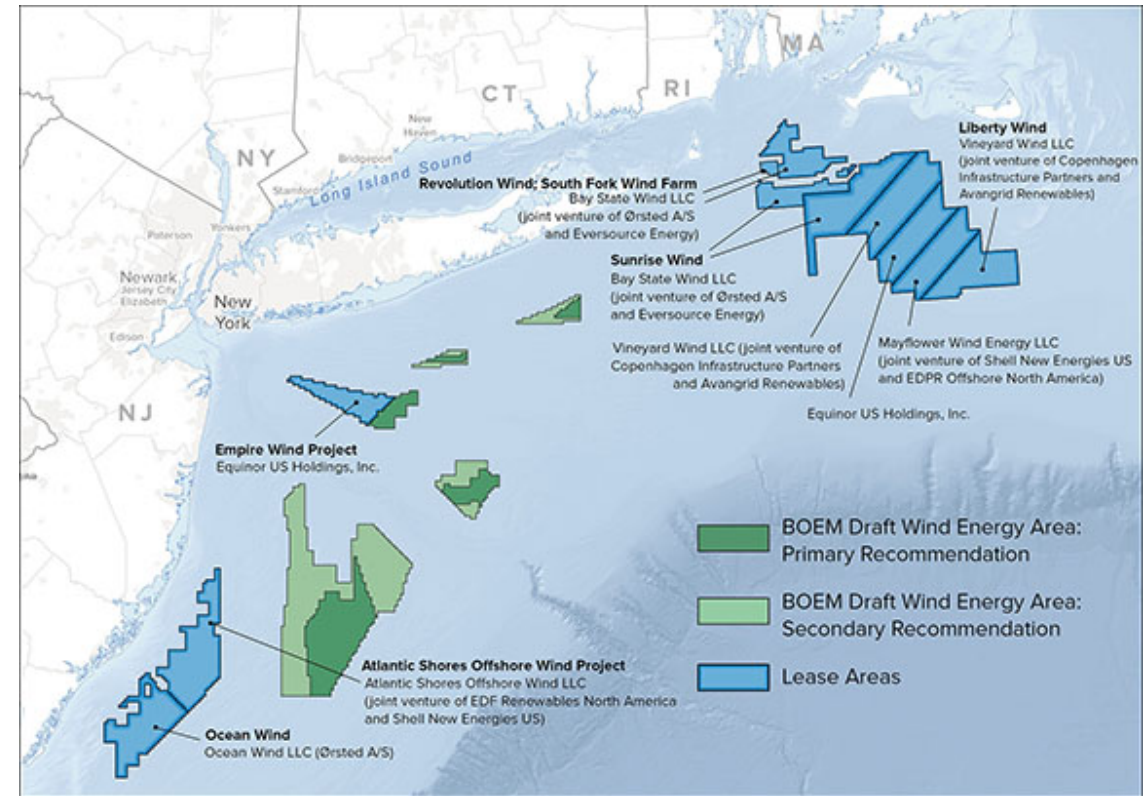 MA
RI
CT
NY
NJ
New
Haven
Bridgeport
Stamford
Long Island Sound
Paterson
Yonkers
Newark
Jersey City
Elizabeth
New
York
Edison
Liberty Wind
Vineyard Wind LLC
(joint venture of Copenhagen
Infrastructure Partners and
Avangrid Renewables)
Revolution Wind; South Fork Wind Farm
Bay State Wind LLC
(joint venture of Ørsted A/S
and Eversource Energy)
Sunrise Wind
Bay State Wind LLC
(joint venture of Ørsted A/S
and Eversource Energy)
Vineyard Wind LLC (joint venture of
Copenhagen Infrastructure Partners
and Avangrid Renewables)
Mayflower Wind Energy LLC
(joint venture of Shell New Energies US
and EDPR Offshore North America)
Equinor US Holdings, Inc.
Empire Wind Project
Equinor US Holdings, Inc.
Atlantic Shores Offshore Wind Project
Atlantic Shores Offshore Wind LLC
(joint venture of EDF Renewables North America
and Shell New Energies US)
Ocean Wind
Ocean Wind LLC (Ørsted A/S)
BOEM Draft Wind Energy Area:
Primary Recommendation
BOEM Draft Wind Energy Area:
Secondary Recommendation
Lease Areas